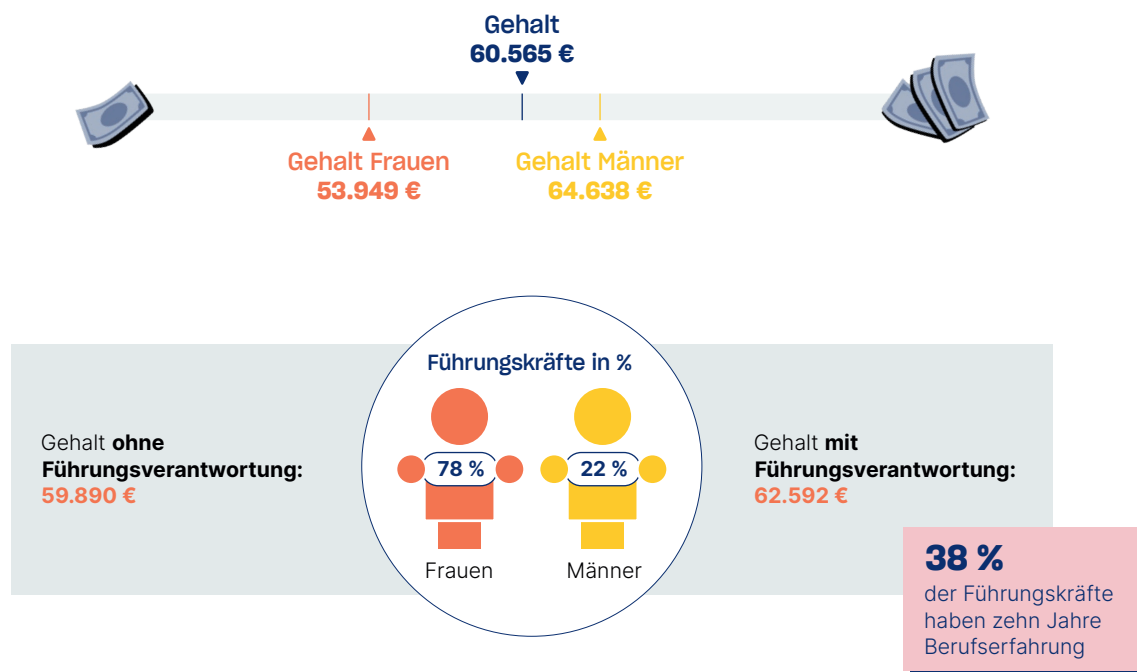 Gehalt
60.565 €
Gehalt Frauen
53.949 €
Gehalt Männer
64.638 €
Führungskräfte in %
78 %
22 %
Frauen
Männer
Gehalt ohne
Führungsverantwortung:
59.890 €
Gehalt mit
Führungsverantwortung:
62.592 €
38 %
der Führungskräfte
haben zehn Jahre
Berufserfahrung